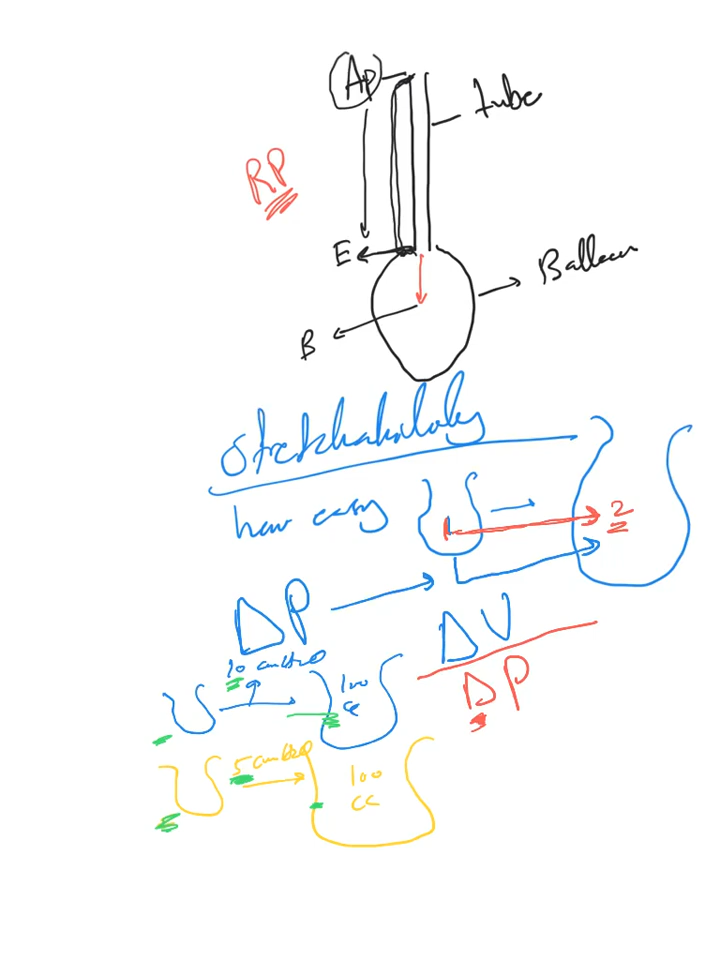 Ap
tube
RP
E
Balloon
B
Stretchability
how easy
1
2
ΔP
ΔV
ΔP
10 cmH2O
100
cc
5 cmH2O
100
cc